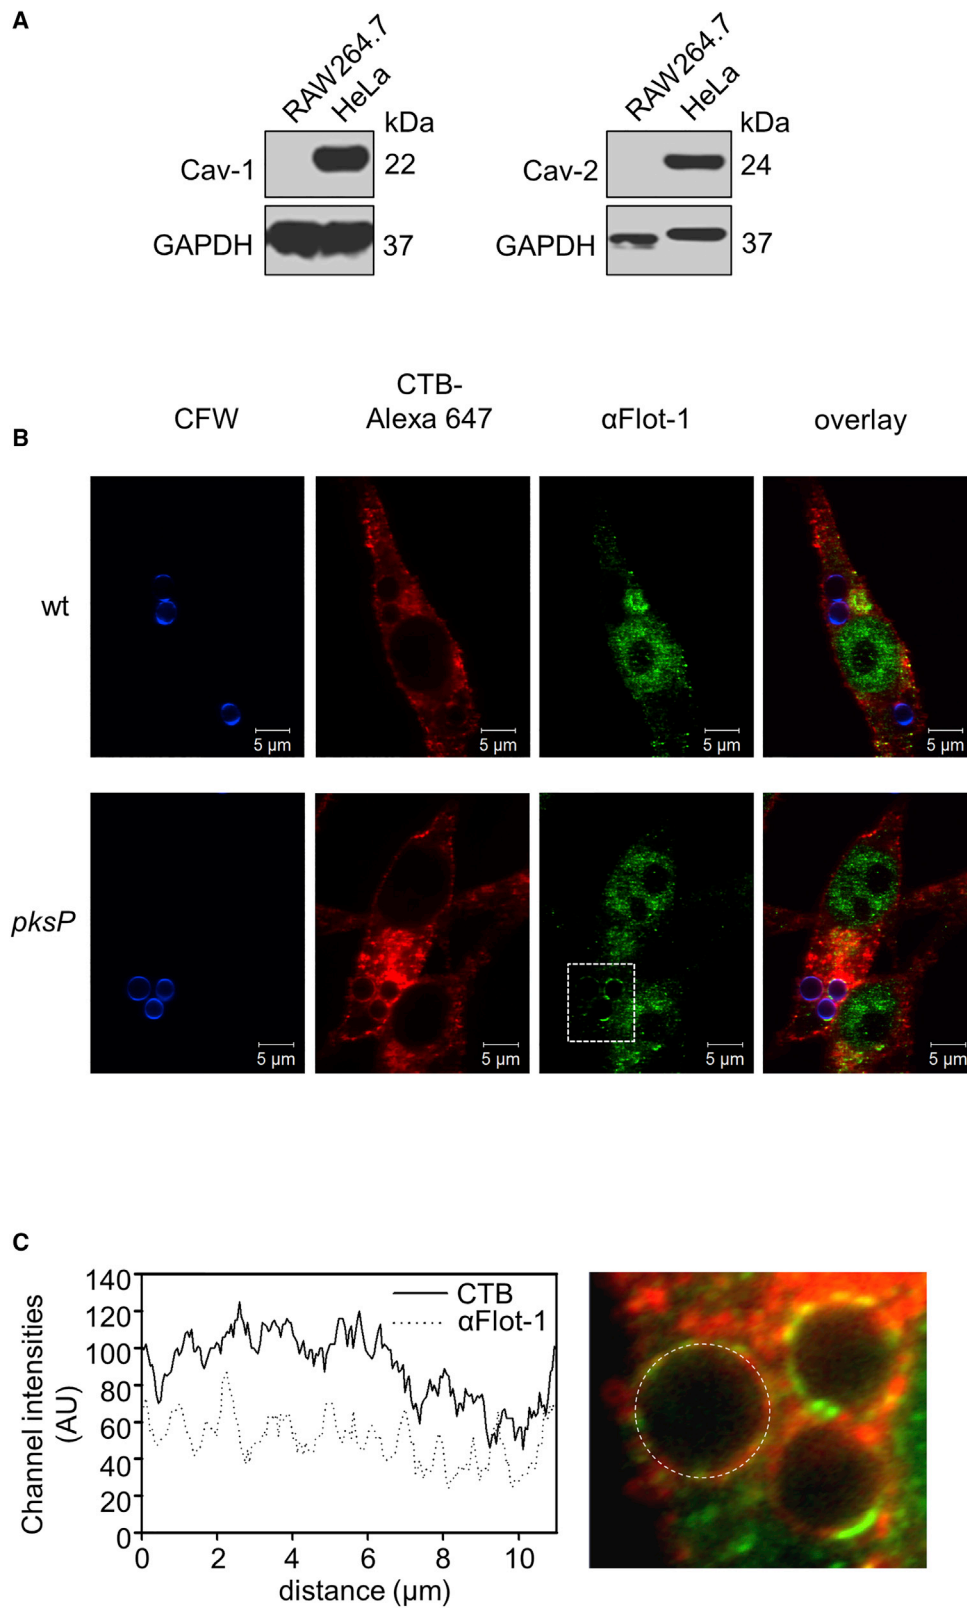 A
RAW264.7
HeLa
kDa
Cav-1
22
GAPDH
37
RAW264.7
HeLa
kDa
Cav-2
24
GAPDH
37
B
CFW
CTB-
Alexa 647
αFlot-1
overlay
wt
5 µm
5 µm
5 µm
5 µm
pksP
5 µm
5 µm
5 µm
5 µm
C
Channel intensities
(AU)
140
120
100
80
60
40
20
0
CTB
αFlot-1
0 2 4 6 8 10
distance (µm)